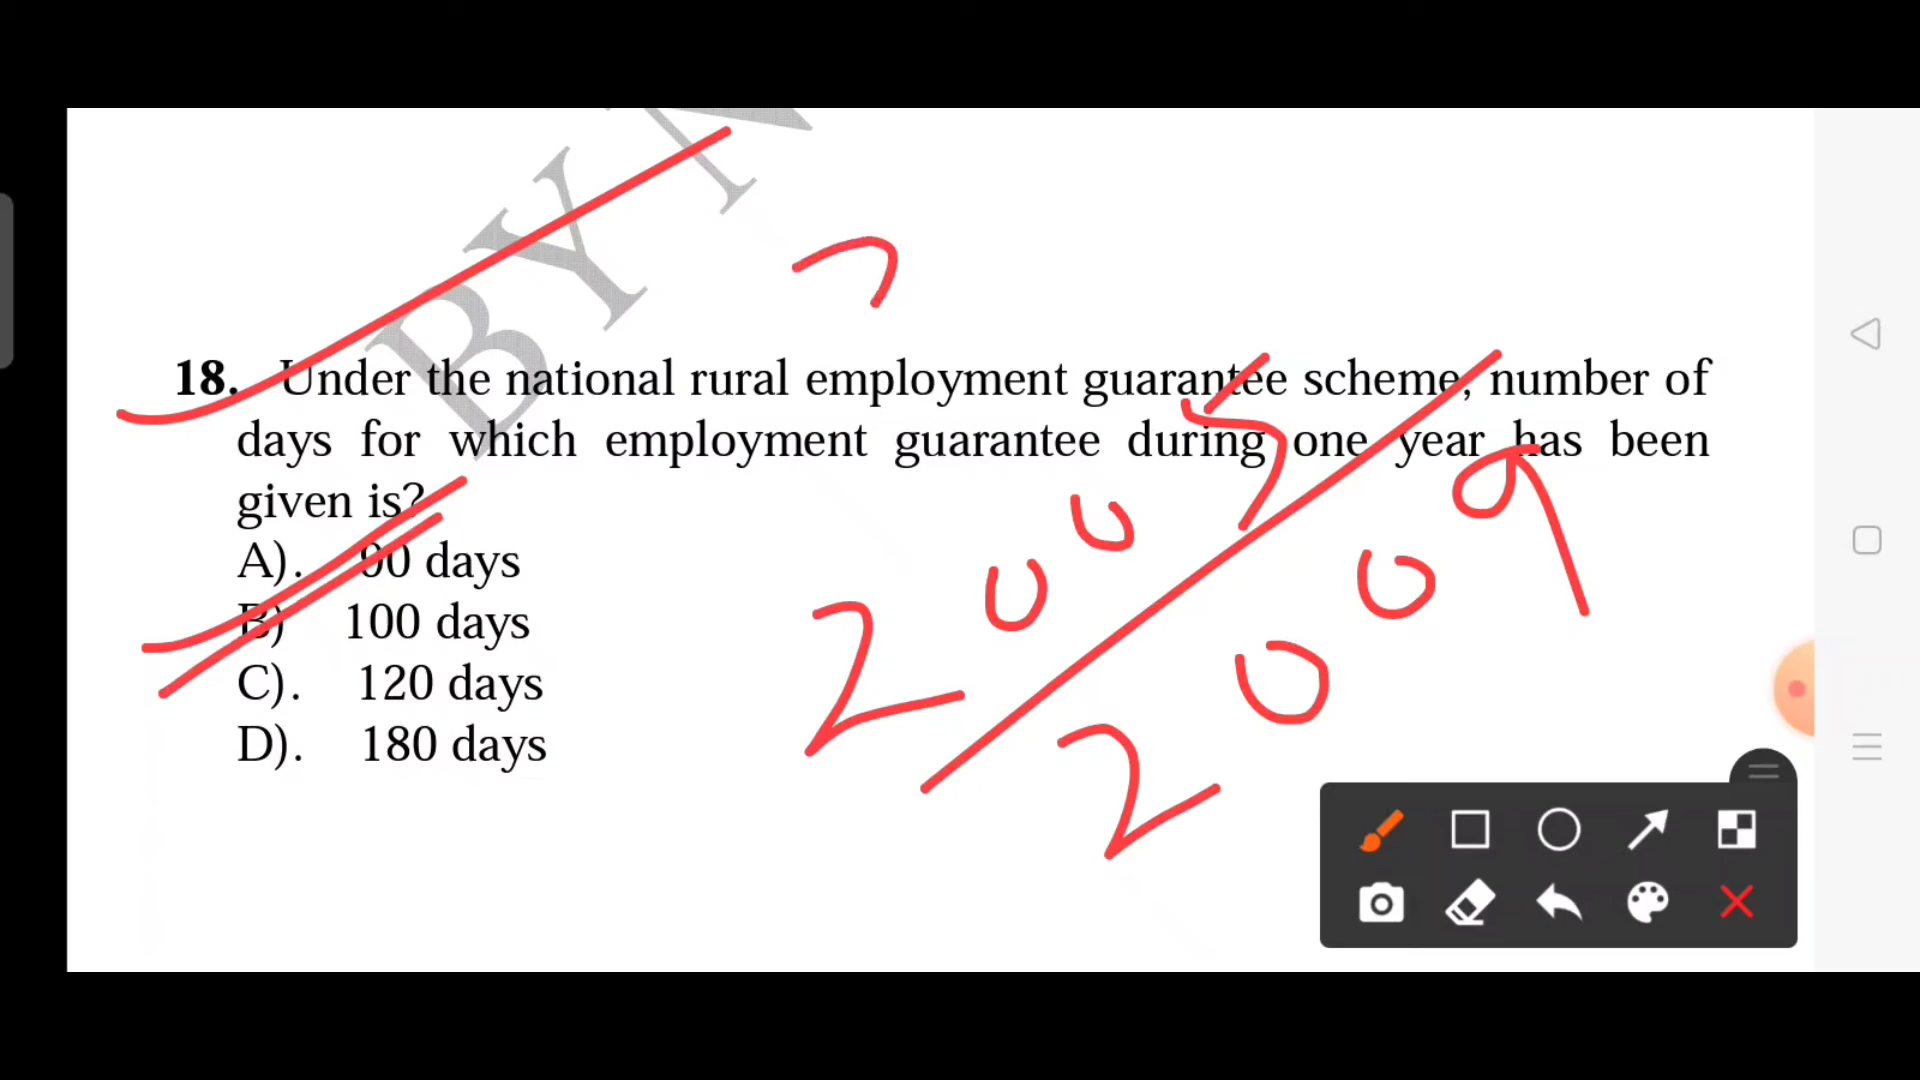 BY N
18. Under the national rural employment guarantee scheme, number of
days for which employment guarantee during one year has been
given is?
A). 90 days
B) 100 days
C). 120 days
D). 180 days
2005
2009